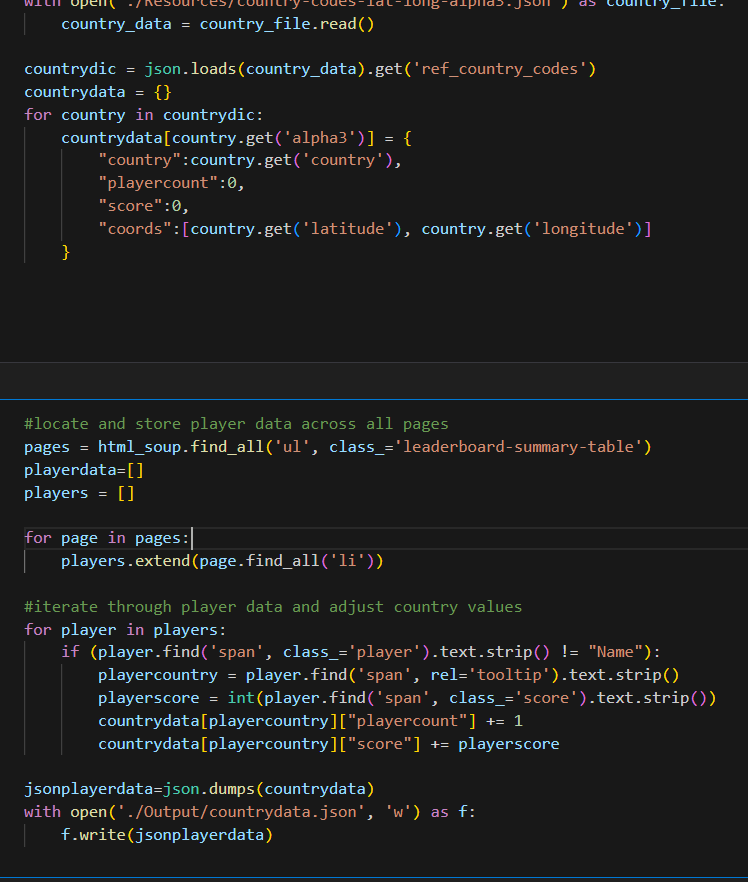 with open('./Resources/country-codes-lat-long-alpha3.json') as country_file:
    country_data = country_file.read()

countrydic = json.loads(country_data).get('ref_country_codes')
countrydata = {}
for country in countrydic:
    countrydata[country.get('alpha3')] = {
        "country":country.get('country'),
        "playercount":0,
        "score":0,
        "coords":[country.get('latitude'), country.get('longitude')]
    }

#locate and store player data across all pages
pages = html_soup.find_all('ul', class_='leaderboard-summary-table')
playerdata=[]
players = []

for page in pages:
    players.extend(page.find_all('li'))

#iterate through player data and adjust country values
for player in players:
    if (player.find('span', class_='player').text.strip() != "Name"):
        playercountry = player.find('span', rel='tooltip').text.strip()
        playerscore = int(player.find('span', class_='score').text.strip())
        countrydata[playercountry]["playercount"] += 1
        countrydata[playercountry]["score"] += playerscore

jsonplayerdata=json.dumps(countrydata)
with open('./Output/countrydata.json', 'w') as f:
    f.write(jsonplayerdata)